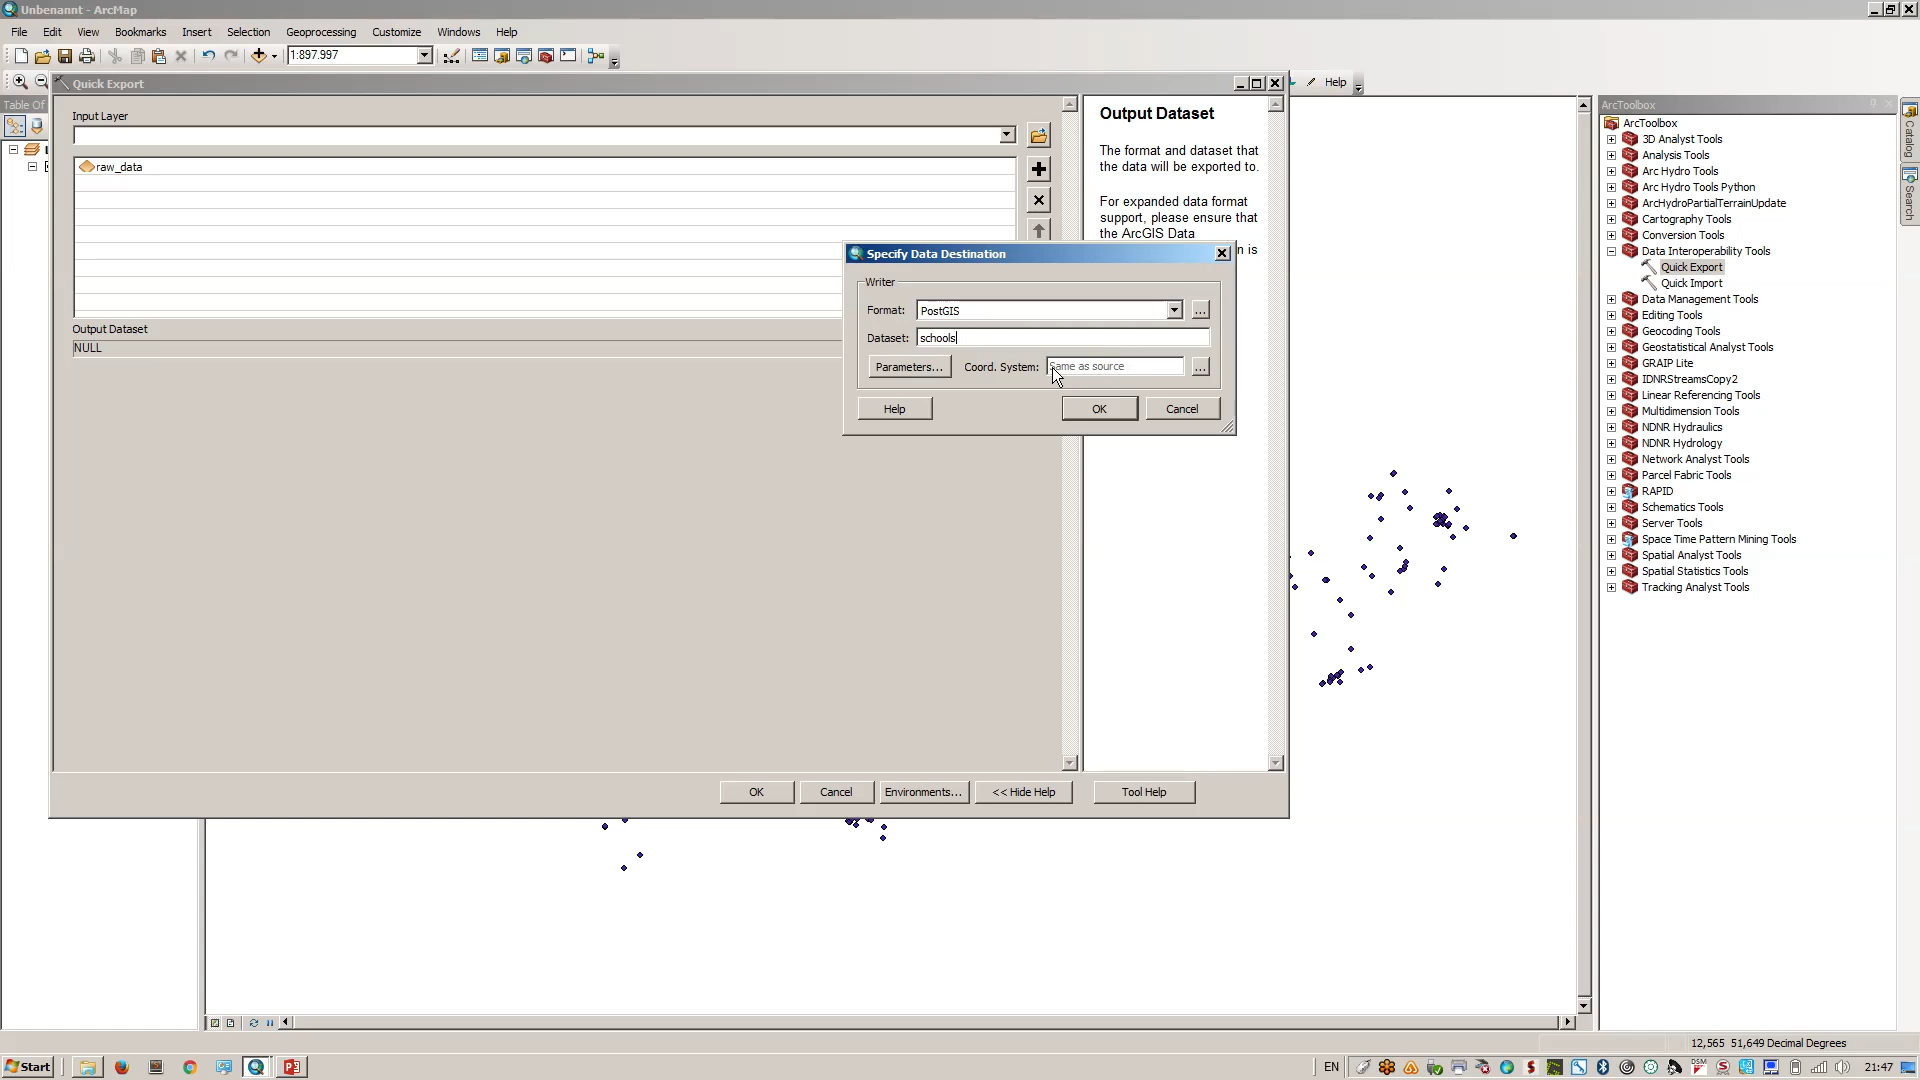 Unbenannt - ArcMap
File Edit View Bookmarks Insert Selection Geoprocessing Customize Windows Help
1:897.997
Quick Export
Help
Table Of
Input Layer
raw_data
Output Dataset
NULL
OK
Cancel
Environments...
<< Hide Help
Tool Help
Output Dataset
The format and dataset that
the data will be exported to.
For expanded data format
support, please ensure that
the ArcGIS Data
n is
Specify Data Destination
Writer
Format: PostGIS
...
Dataset: schools
Parameters...
Coord. System: Same as source
...
Help
OK
Cancel
ArcToolbox
ArcToolbox
3D Analyst Tools
Analysis Tools
Arc Hydro Tools
Arc Hydro Tools Python
ArcHydroPartialTerrainUpdate
Cartography Tools
Conversion Tools
Data Interoperability Tools
Quick Export
Quick Import
Data Management Tools
Editing Tools
Geocoding Tools
Geostatistical Analyst Tools
GRAIP Lite
IDNRStreamsCopy2
Linear Referencing Tools
Multidimension Tools
NDNR Hydraulics
NDNR Hydrology
Network Analyst Tools
Parcel Fabric Tools
RAPID
Schematics Tools
Server Tools
Space Time Pattern Mining Tools
Spatial Analyst Tools
Spatial Statistics Tools
Tracking Analyst Tools
Catalog
Search
12,565 51,649 Decimal Degrees
Start
EN
DSM
21:47